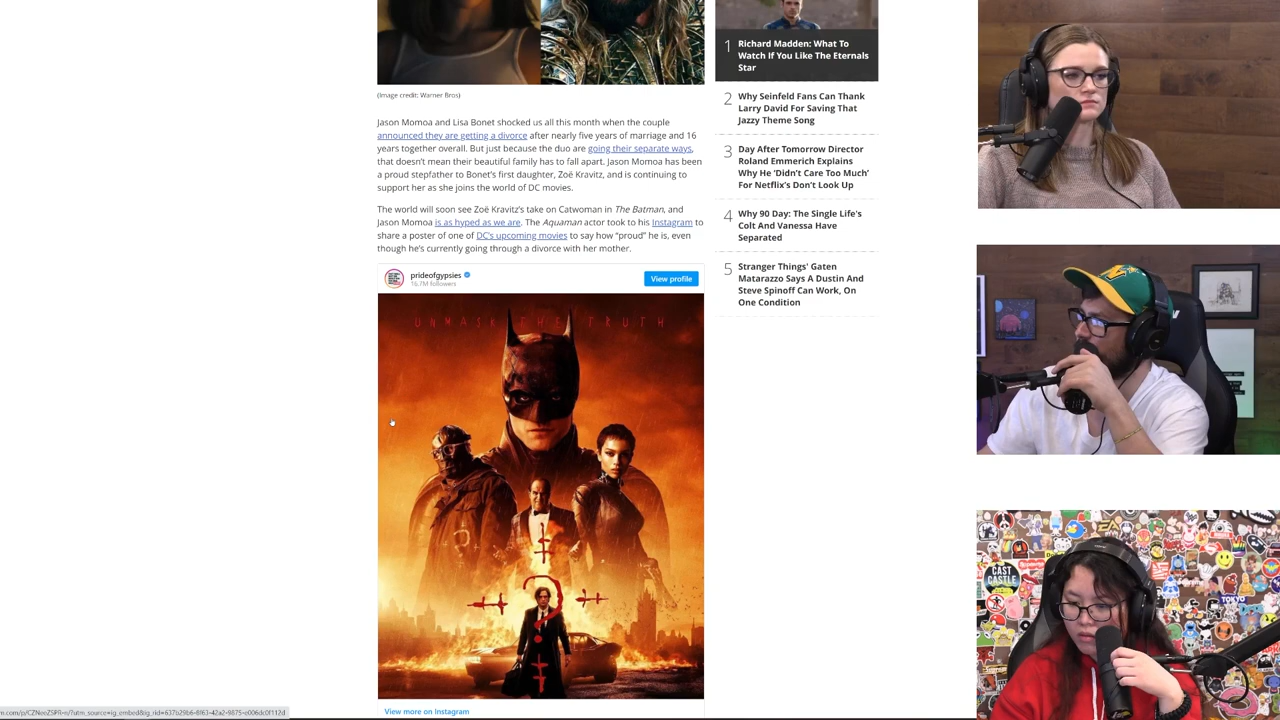 (Image credit: Warner Bros)
Jason Momoa and Lisa Bonet shocked us all this month when the couple
announced they are getting a divorce after nearly five years of marriage and 16
years together overall. But just because the duo are going their separate ways,
that doesn't mean their beautiful family has to fall apart. Jason Momoa has been
a proud stepfather to Bonet's first daughter, Zoë Kravitz, and is continuing to
support her as she joins the world of DC movies.
The world will soon see Zoë Kravitz's take on Catwoman in The Batman, and
Jason Momoa is as hyped as we are. The Aquaman actor took to his Instagram to
share a poster of one of DC's upcoming movies to say how “proud” he is, even
though he's currently going through a divorce with her mother.
prideofgypsies
16.7M followers
View profile
UNMASK THE TRUTH
View more on Instagram
1 Richard Madden: What To
Watch If You Like The Eternals
Star
2 Why Seinfeld Fans Can Thank
Larry David For Saving That
Jazzy Theme Song
3 Day After Tomorrow Director
Roland Emmerich Explains
Why He ‘Didn’t Care Too Much’
For Netflix’s Don’t Look Up
4 Why 90 Day: The Single Life's
Colt And Vanessa Have
Separated
5 Stranger Things' Gaten
Matarazzo Says A Dustin And
Steve Spinoff Can Work, On
One Condition
CAST
CASTLE
TOKYO